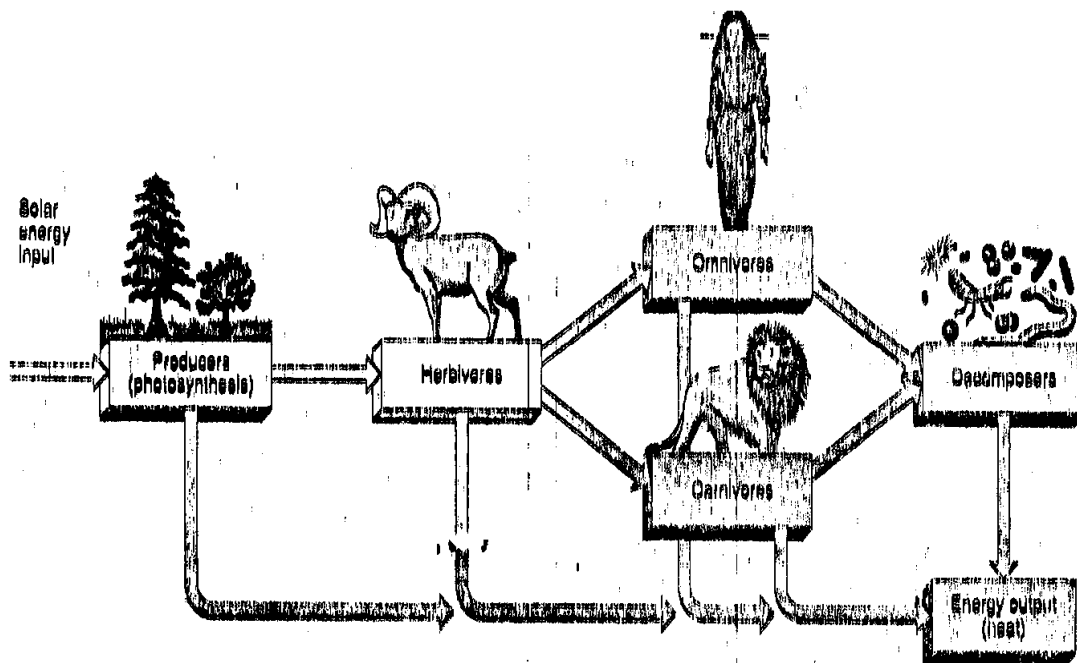 Solar
energy
input
Producers
(photosynthesis)
Herbivores
Omnivores
Carnivores
Decomposers
Energy output
(heat)